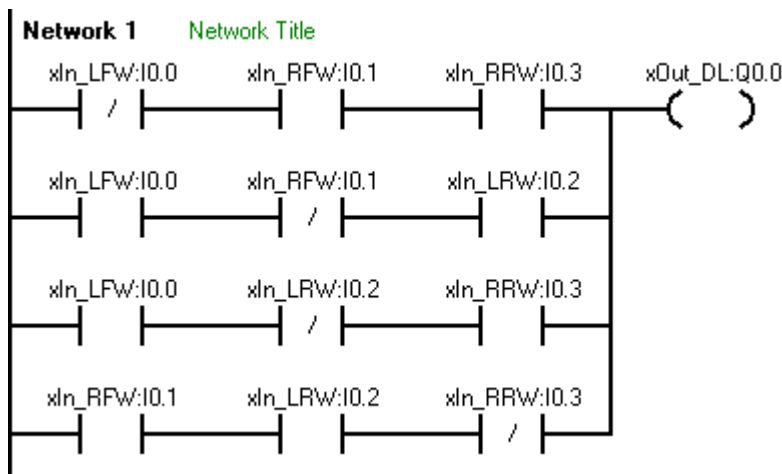 Network 1 Network Title
xIn_LFW:I0.0 xIn_RFW:I0.1 xIn_RRW:I0.3 xOut_DL:Q0.0
xIn_LFW:I0.0 xIn_RFW:I0.1 xIn_LRW:I0.2
xIn_LFW:I0.0 xIn_LRW:I0.2 xIn_RRW:I0.3
xIn_RFW:I0.1 xIn_LRW:I0.2 xIn_RRW:I0.3